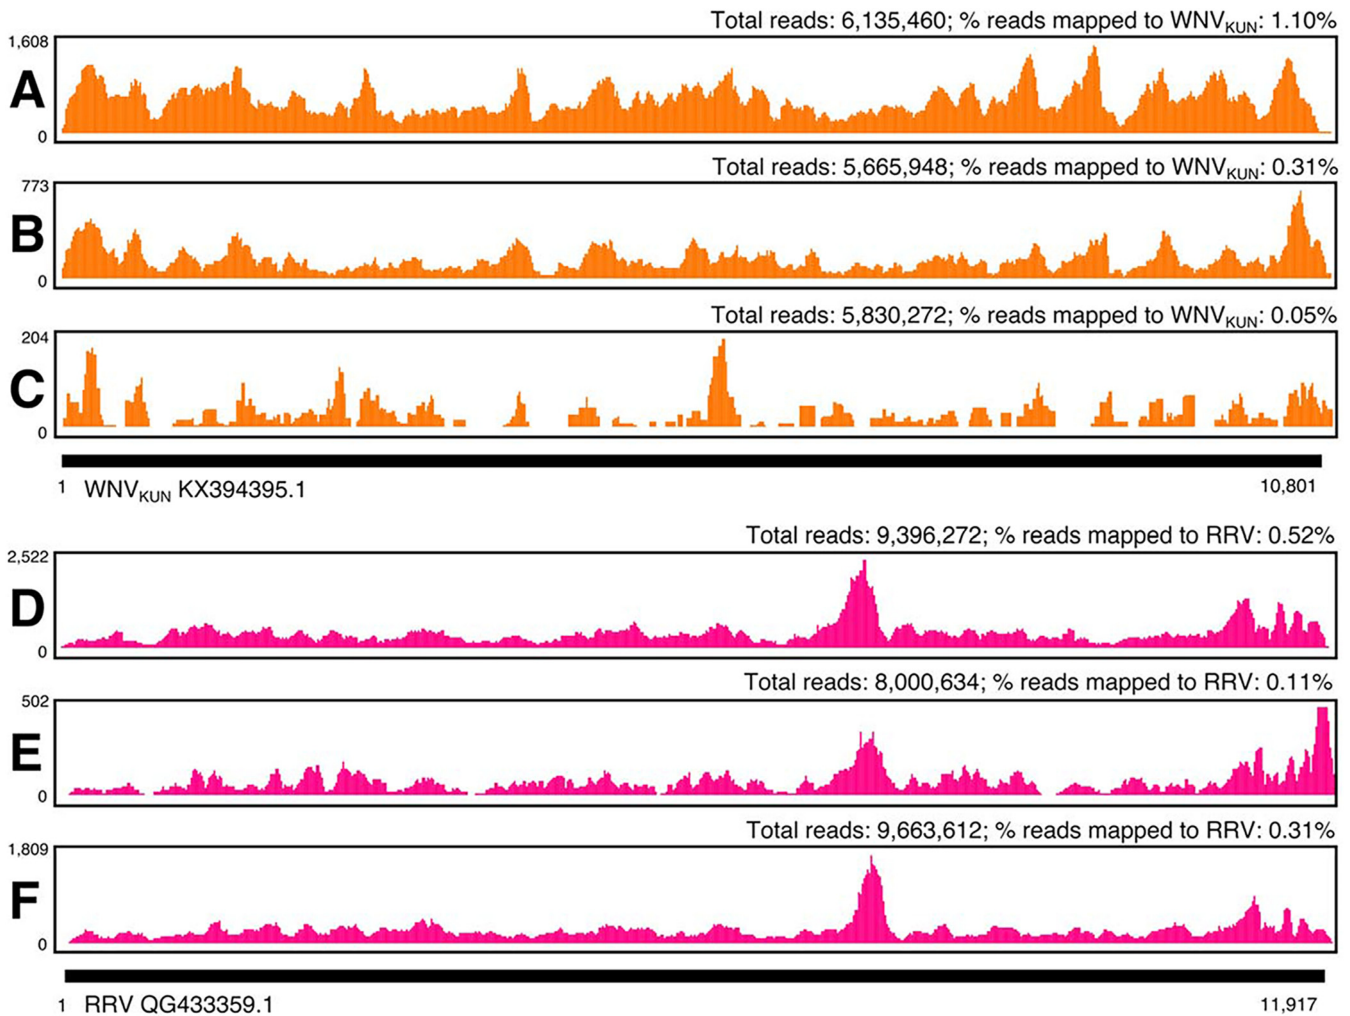 Total reads: 6,135,460; % reads mapped to WNVKUN: 1.10%
1,608
A
0
Total reads: 5,665,948; % reads mapped to WNVKUN: 0.31%
773
B
0
Total reads: 5,830,272; % reads mapped to WNVKUN: 0.05%
204
C
0
1 WNVKUN KX394395.1 10,801
Total reads: 9,396,272; % reads mapped to RRV: 0.52%
2,522
D
0
Total reads: 8,000,634; % reads mapped to RRV: 0.11%
502
E
0
Total reads: 9,663,612; % reads mapped to RRV: 0.31%
1,809
F
0
1 RRV QG433359.1 11,917